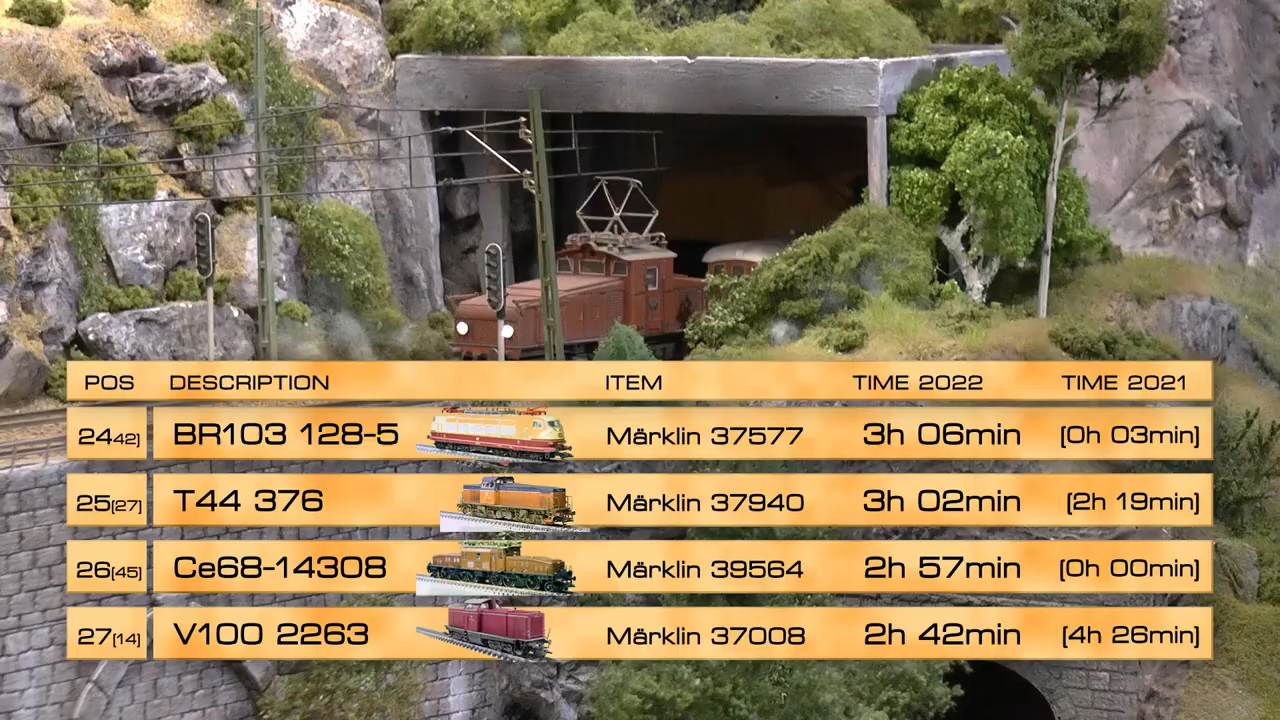 POS DESCRIPTION ITEM TIME 2022 TIME 2021
24[42] BR103 128-5 Märklin 37577 3h 06min [0h 03min]
25[27] T44 376 Märklin 37940 3h 02min [2h 19min]
26[45] Ce68-14308 Märklin 39564 2h 57min [0h 00min]
27[14] V100 2263 Märklin 37008 2h 42min [4h 26min]